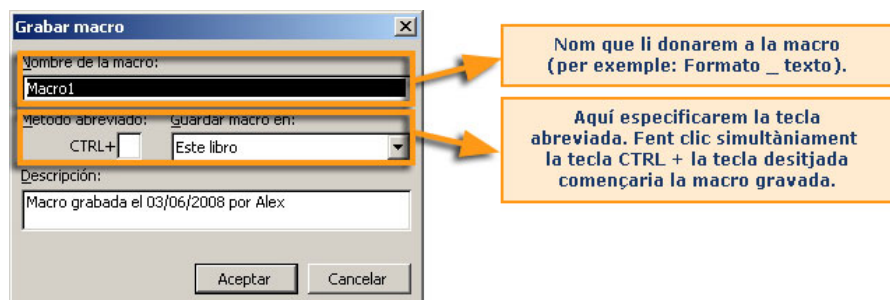 Grabar macro
Nombre de la macro:
Macro1
Método abreviado:
Guardar macro en:
CTRL+
Este libro
Descripción:
Macro grabada el 03/06/2008 por Alex
Aceptar
Cancelar
Nom que li donarem a la macro
(per exemple: Formato _ texto).
Aquí especificarem la tecla
abreviada. Fent clic simultàniament
la tecla CTRL + la tecla desitjada
començaria la macro gravada.